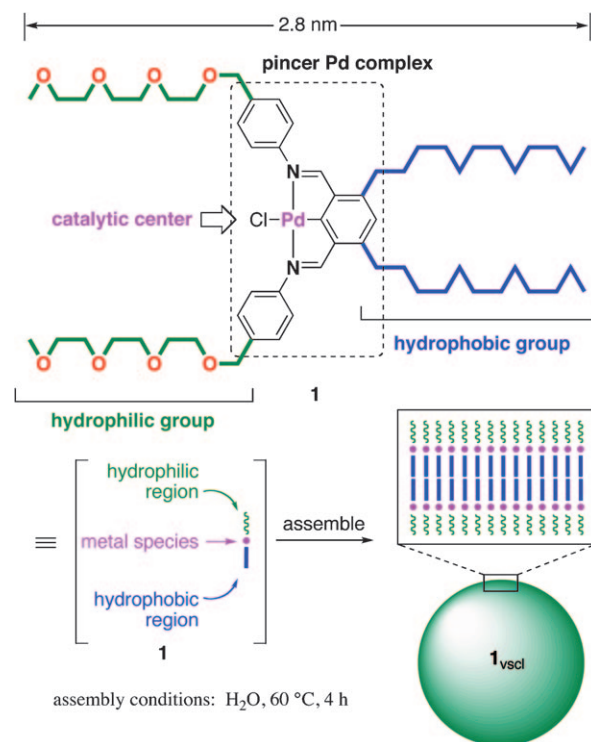 2.8 nm
pincer Pd complex
O O O O
N
catalytic center
Cl–Pd
N
O O O O
hydrophobic group
1
hydrophilic group
hydrophilic
region
metal species
hydrophobic
region
1
≡
assemble
1vscl
assembly conditions: H₂O, 60 °C, 4 h